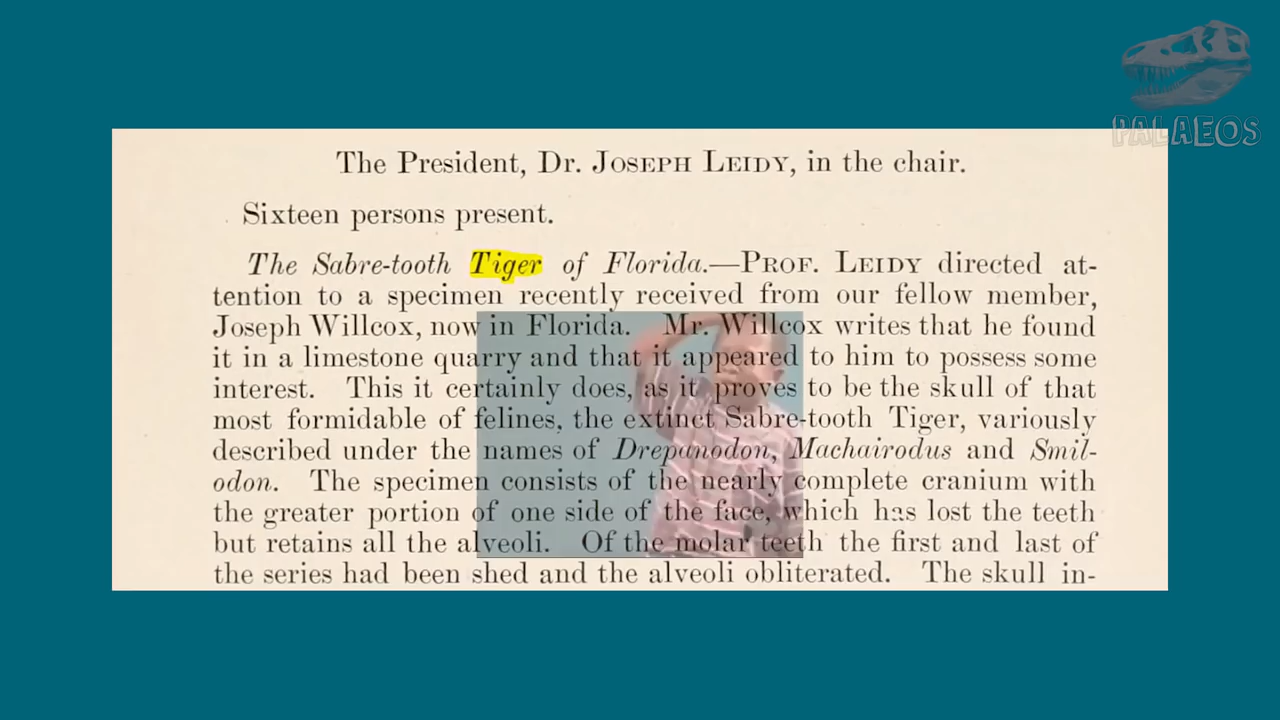 PALAEOS
The President, Dr. Joseph Leidy, in the chair.
Sixteen persons present.
The Sabre-tooth Tiger of Florida.—Prof. Leidy directed at-
tention to a specimen recently received from our fellow member,
Joseph Willcox, now in Florida. Mr. Willcox writes that he found
it in a limestone quarry and that it appeared to him to possess some
interest. This it certainly does, as it proves to be the skull of that
most formidable of felines, the extinct Sabre-tooth Tiger, variously
described under the names of Drepanodon, Machairodus and Smil-
odon. The specimen consists of the nearly complete cranium with
the greater portion of one side of the face, which has lost the teeth
but retains all the alveoli. Of the molar teeth the first and last of
the series had been shed and the alveoli obliterated. The skull in-